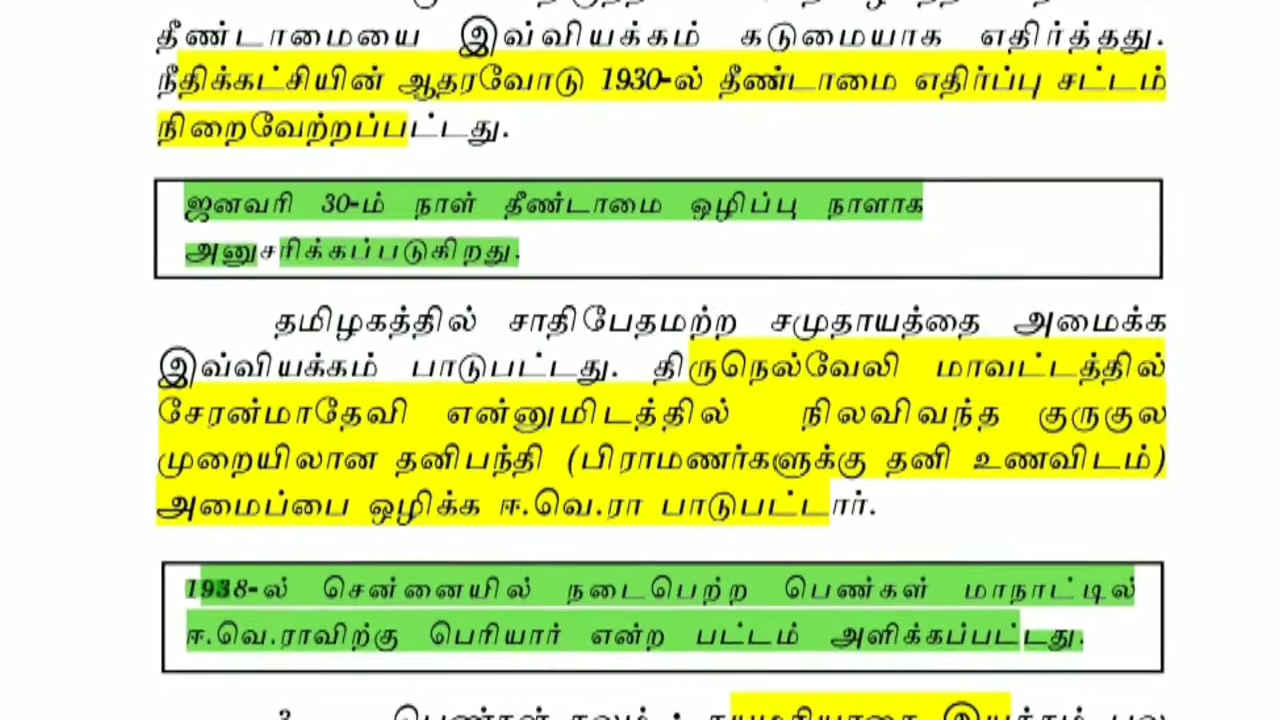 தீண்டாமையை இவ்வியக்கம் கடுமையாக எதிர்த்தது.
நீதிக்கட்சியின் ஆதரவோடு 1930-ல் தீண்டாமை எதிர்ப்பு சட்டம்
நிறைவேற்றப்பட்டது.
ஜனவரி 30-ம் நாள் தீண்டாமை ஒழிப்பு நாளாக
அனுசரிக்கப்படுகிறது.
தமிழகத்தில் சாதிபேதமற்ற சமுதாயத்தை அமைக்க
இவ்வியக்கம் பாடுபட்டது. திருநெல்வேலி மாவட்டத்தில்
சேரன்மாதேவி என்னுமிடத்தில் நிலவிவந்த குருகுல
முறையிலான தனிபந்தி (பிராமணர்களுக்கு தனி உணவிடம்)
அமைப்பை ஒழிக்க ஈ.வெ.ரா பாடுபட்டார்.
1938-ல் சென்னையில் நடைபெற்ற பெண்கள் மாநாட்டில்
ஈ.வெ.ராவிற்கு பெரியார் என்ற பட்டம் அளிக்கப்பட்டது.